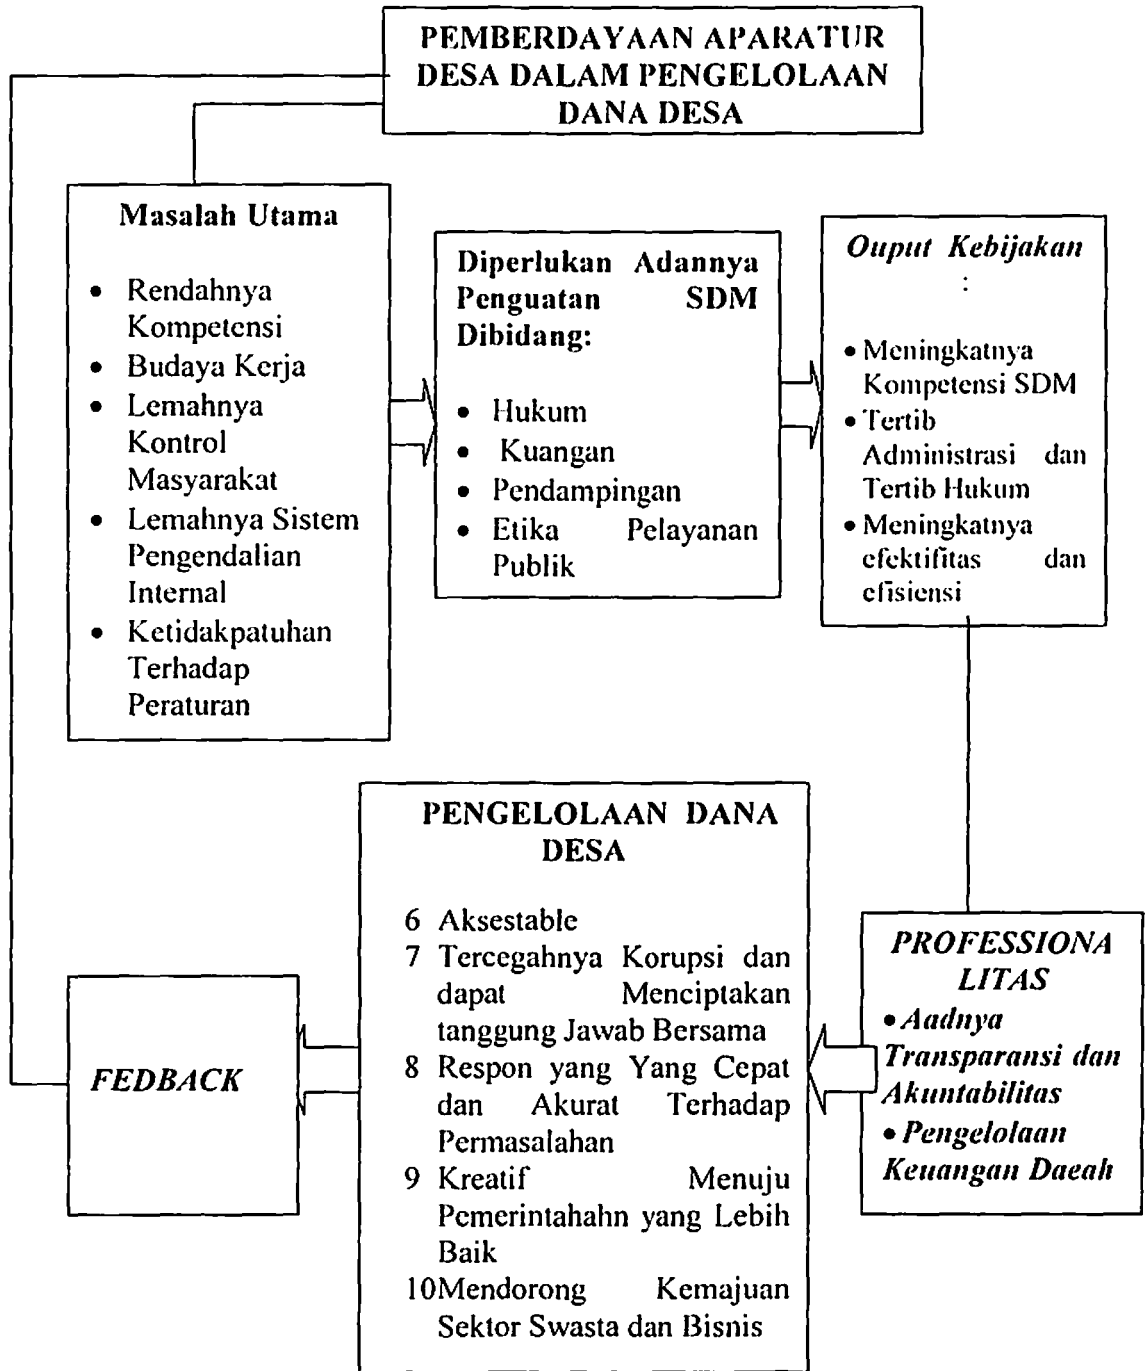 PEMBERDAYAAN APARATUR
DESA DALAM PENGELOLAAN
DANA DESA
Masalah Utama
• Rendahnya
Kompetensi
• Budaya Kerja
• Lemahnya
Kontrol
Masyarakat
• Lemahnya Sistem
Pengendalian
Internal
• Ketidakpatuhan
Terhadap
Peraturan
Diperlukan Adannya
Penguatan SDM
Dibidang:
• Hukum
• Kuangan
• Pendampingan
• Etika Pelayanan
Publik
Ouput Kebijakan
:
• Meningkatnya
Kompetensi SDM
• Tertib
Administrasi dan
Tertib Hukum
• Meningkatnya
efektifitas dan
efisiensi
PROFESSIONA
LITAS
• Aadnya
Transparansi dan
Akuntabilitas
• Pengelolaan
Keuangan Daeah
PENGELOLAAN DANA
DESA
6 Aksestable
7 Tercegahnya Korupsi dan
dapat Menciptakan
tanggung Jawab Bersama
8 Respon yang Yang Cepat
dan Akurat Terhadap
Permasalahan
9 Kreatif Menuju
Pemerintahahn yang Lebih
Baik
10Mendorong Kemajuan
Sektor Swasta dan Bisnis
FEDBACK